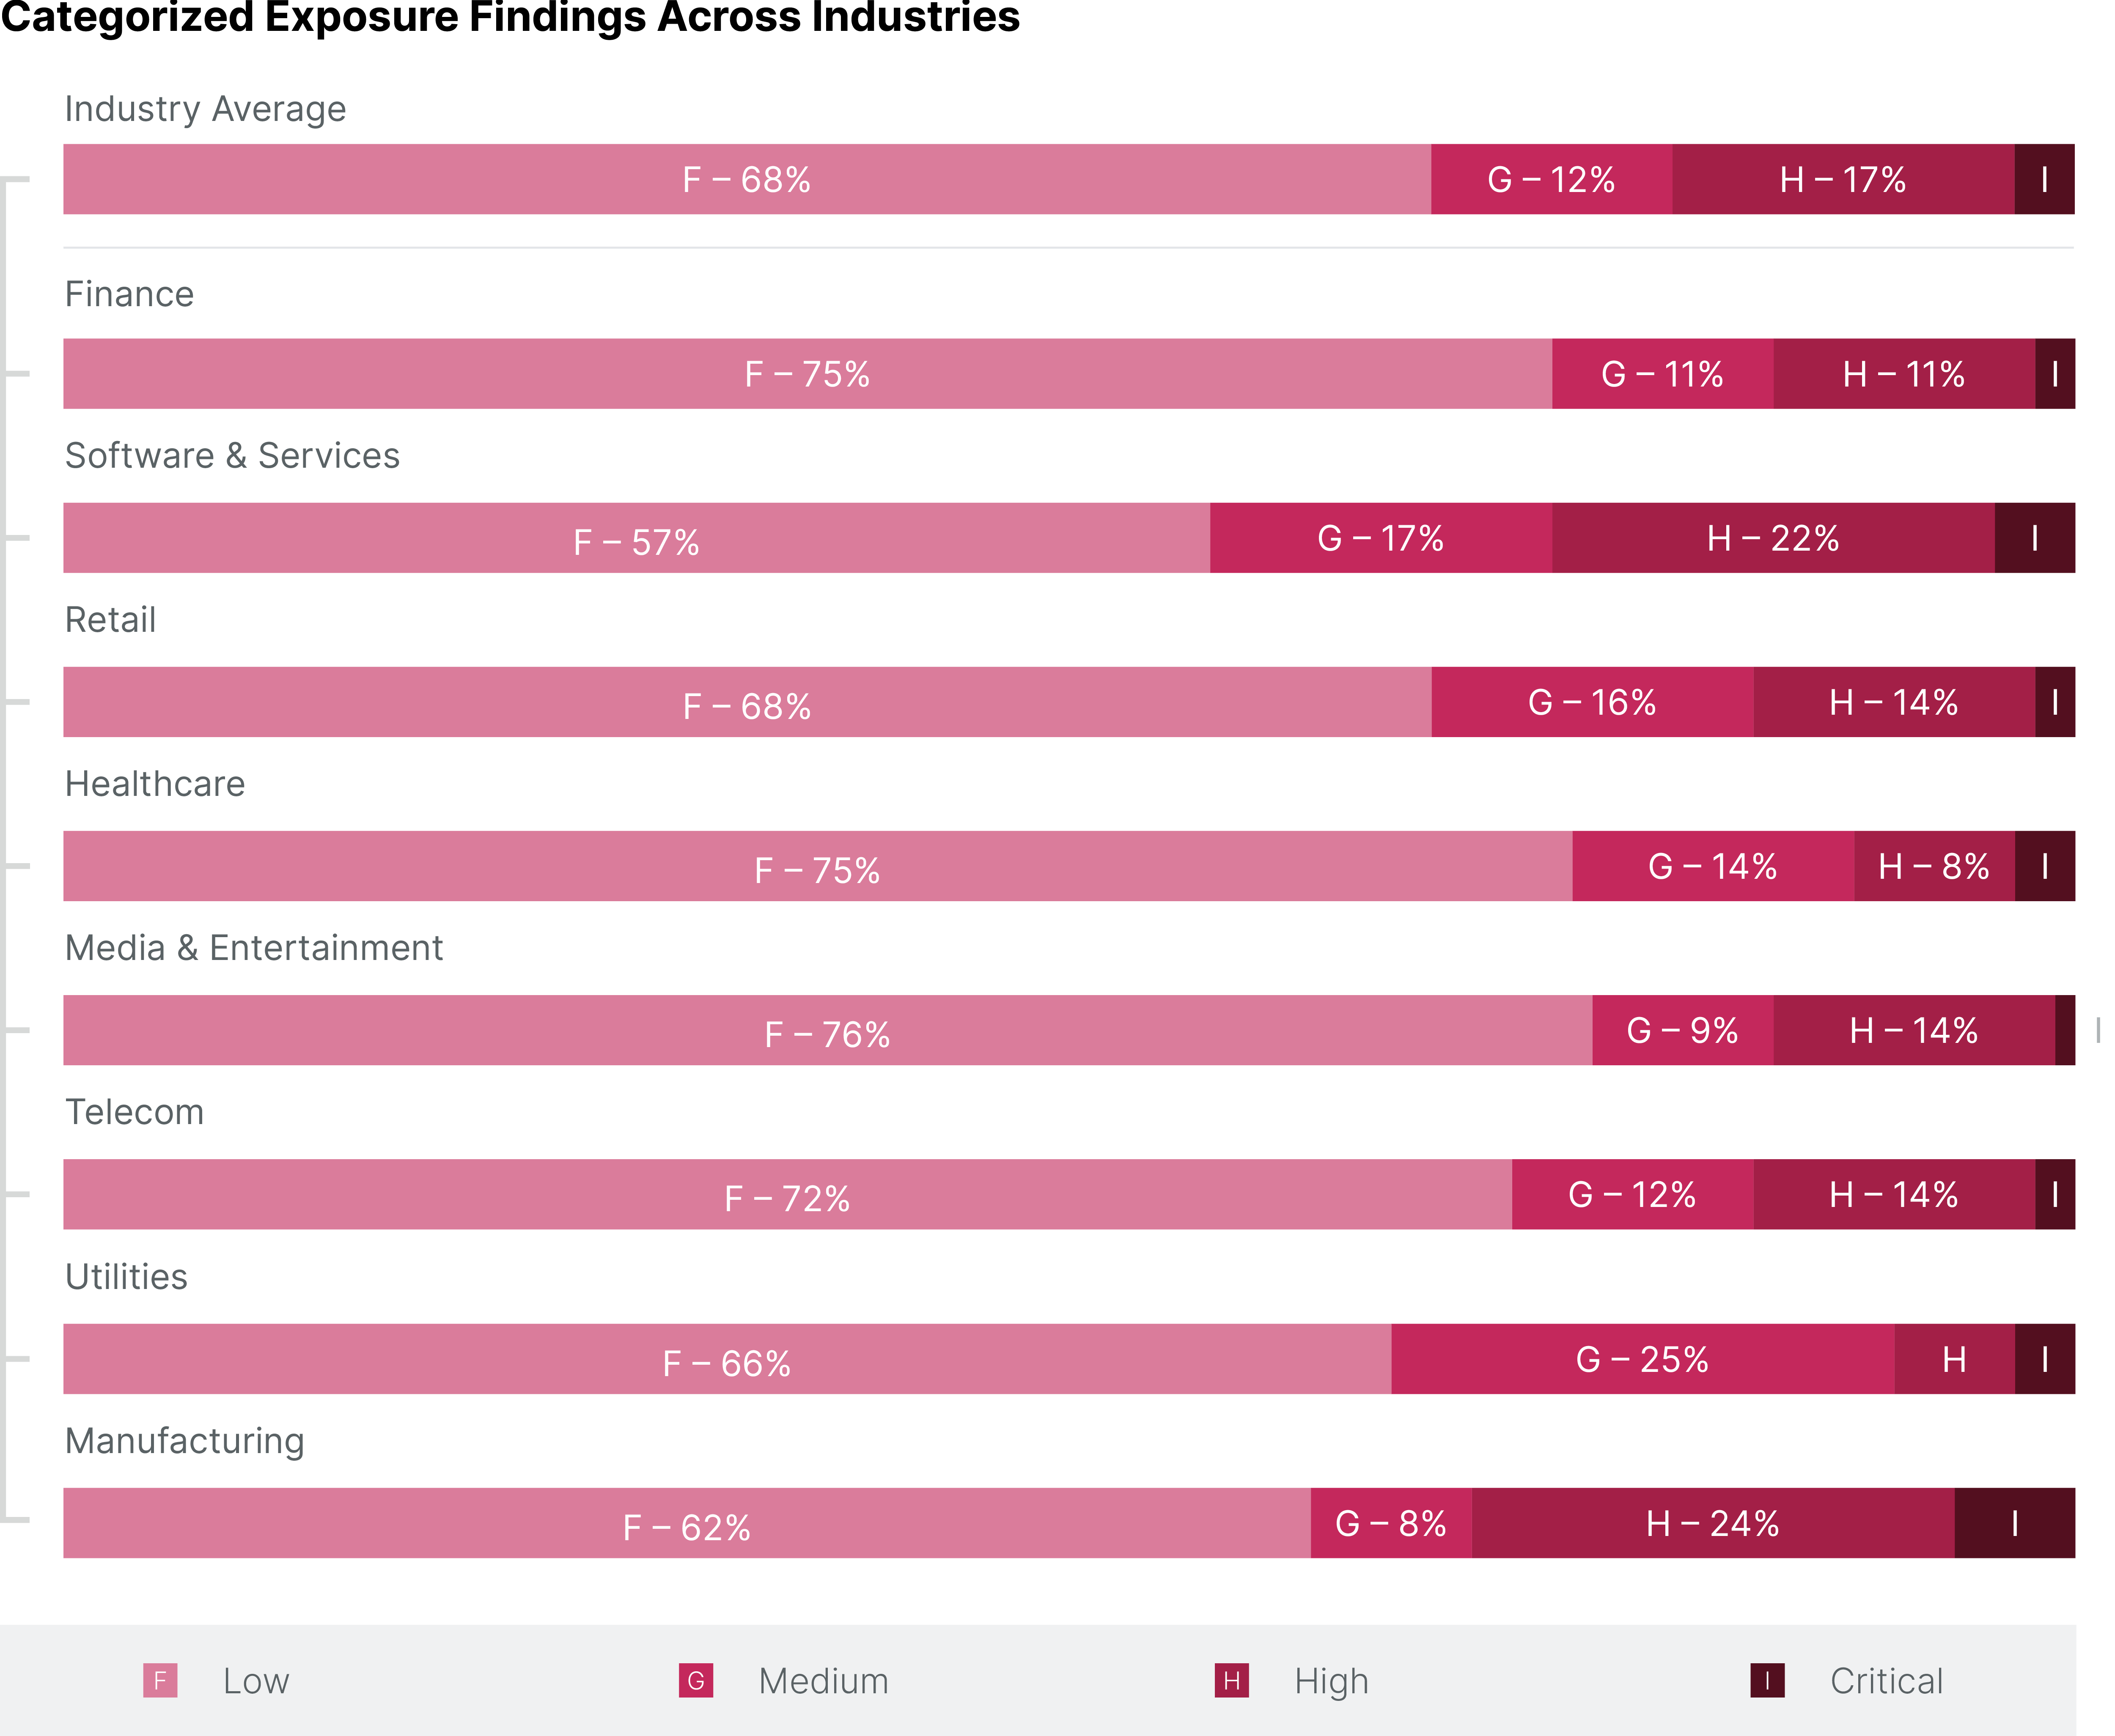 Categorized Exposure Findings Across Industries
Industry Average
F – 68% G – 12% H – 17% I
Finance
F – 75% G – 11% H – 11% I
Software & Services
F – 57% G – 17% H – 22% I
Retail
F – 68% G – 16% H – 14% I
Healthcare
F – 75% G – 14% H – 8% I
Media & Entertainment
F – 76% G – 9% H – 14% I
Telecom
F – 72% G – 12% H – 14% I
Utilities
F – 66% G – 25% H I
Manufacturing
F – 62% G – 8% H – 24% I
F Low G Medium H High I Critical